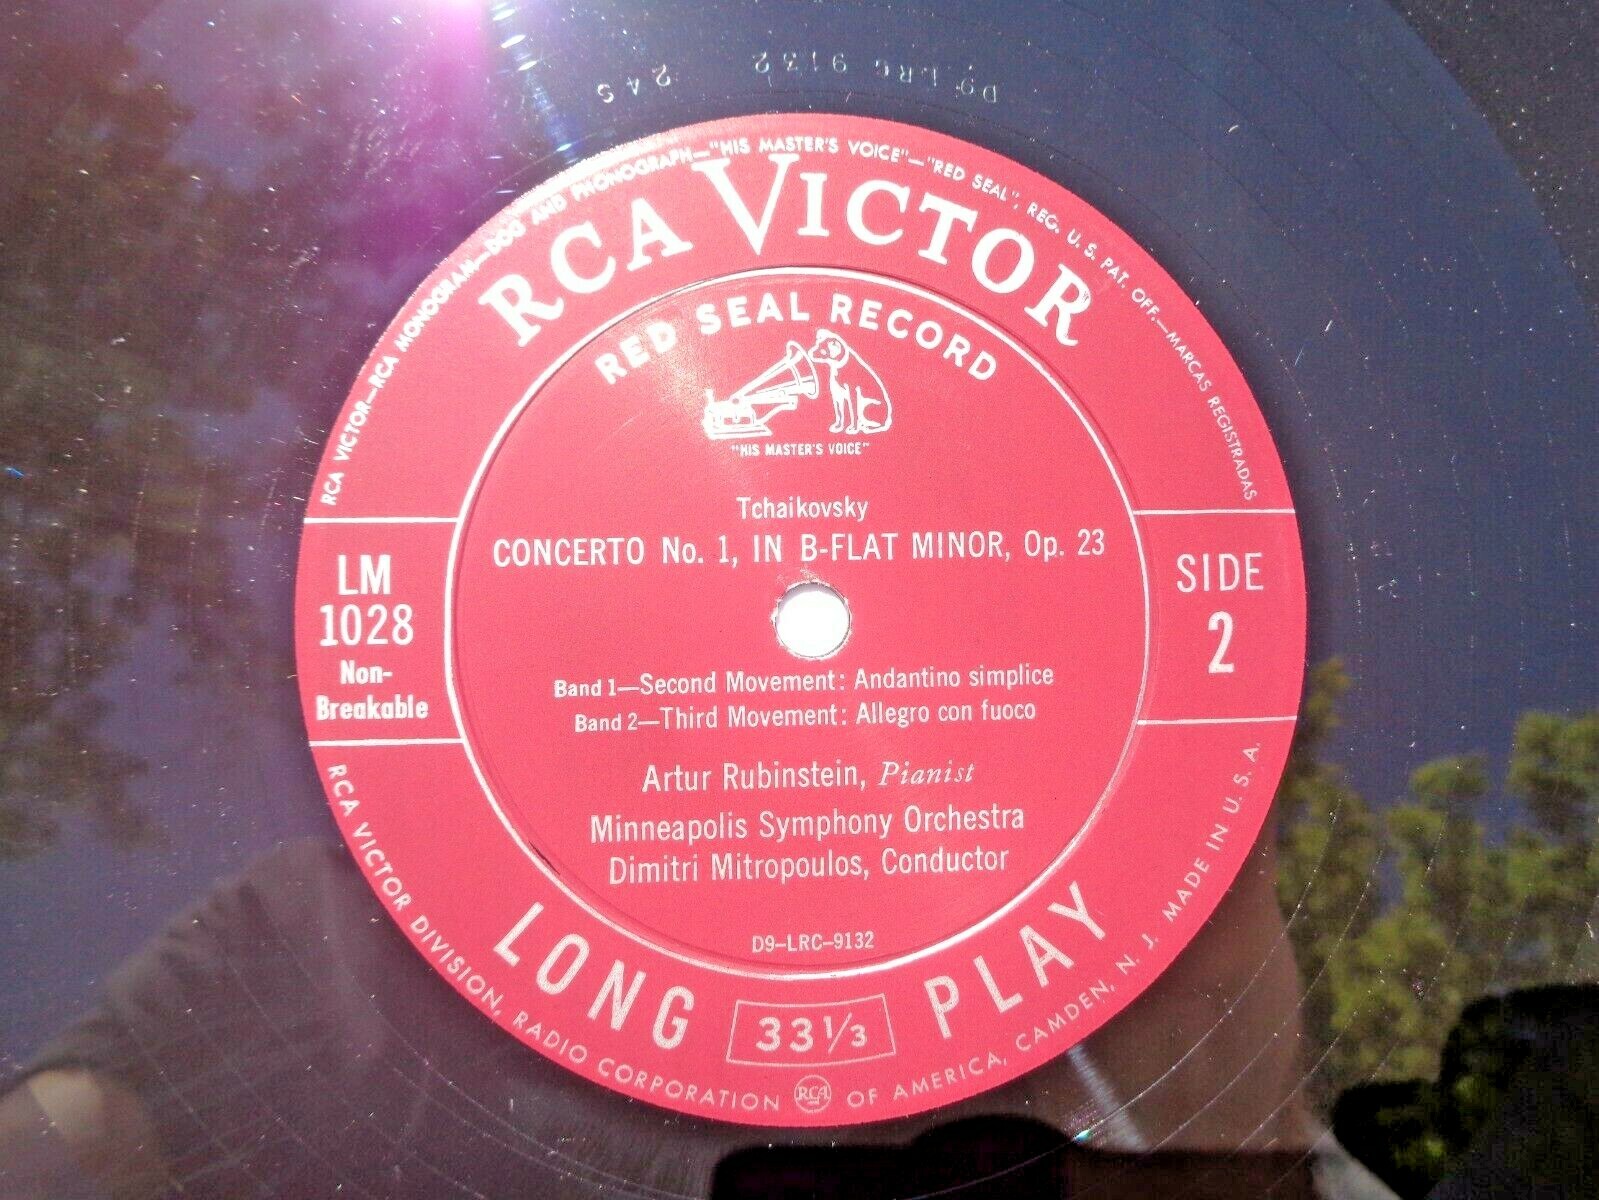 D9 LRC 9132 24S
RCA VICTOR—RCA MONOGRAM—DOG AND PHONOGRAPH—"HIS MASTER'S VOICE"—"RED SEAL", REG. U. S. PAT. OFF.—MARCAS REGISTRADAS
RCA VICTOR
RED SEAL RECORD
"HIS MASTER'S VOICE"
Tchaikovsky
CONCERTO No. 1, IN B-FLAT MINOR, Op. 23
LM
1028
Non-
Breakable
SIDE
2
Band 1—Second Movement: Andantino simplice
Band 2—Third Movement: Allegro con fuoco
Artur Rubinstein, Pianist
Minneapolis Symphony Orchestra
Dimitri Mitropoulos, Conductor
D9-LRC-9132
LONG 33 1/3 PLAY
RCA VICTOR DIVISION, RADIO CORPORATION RCA OF AMERICA, CAMDEN, N. J. MADE IN U. S. A.